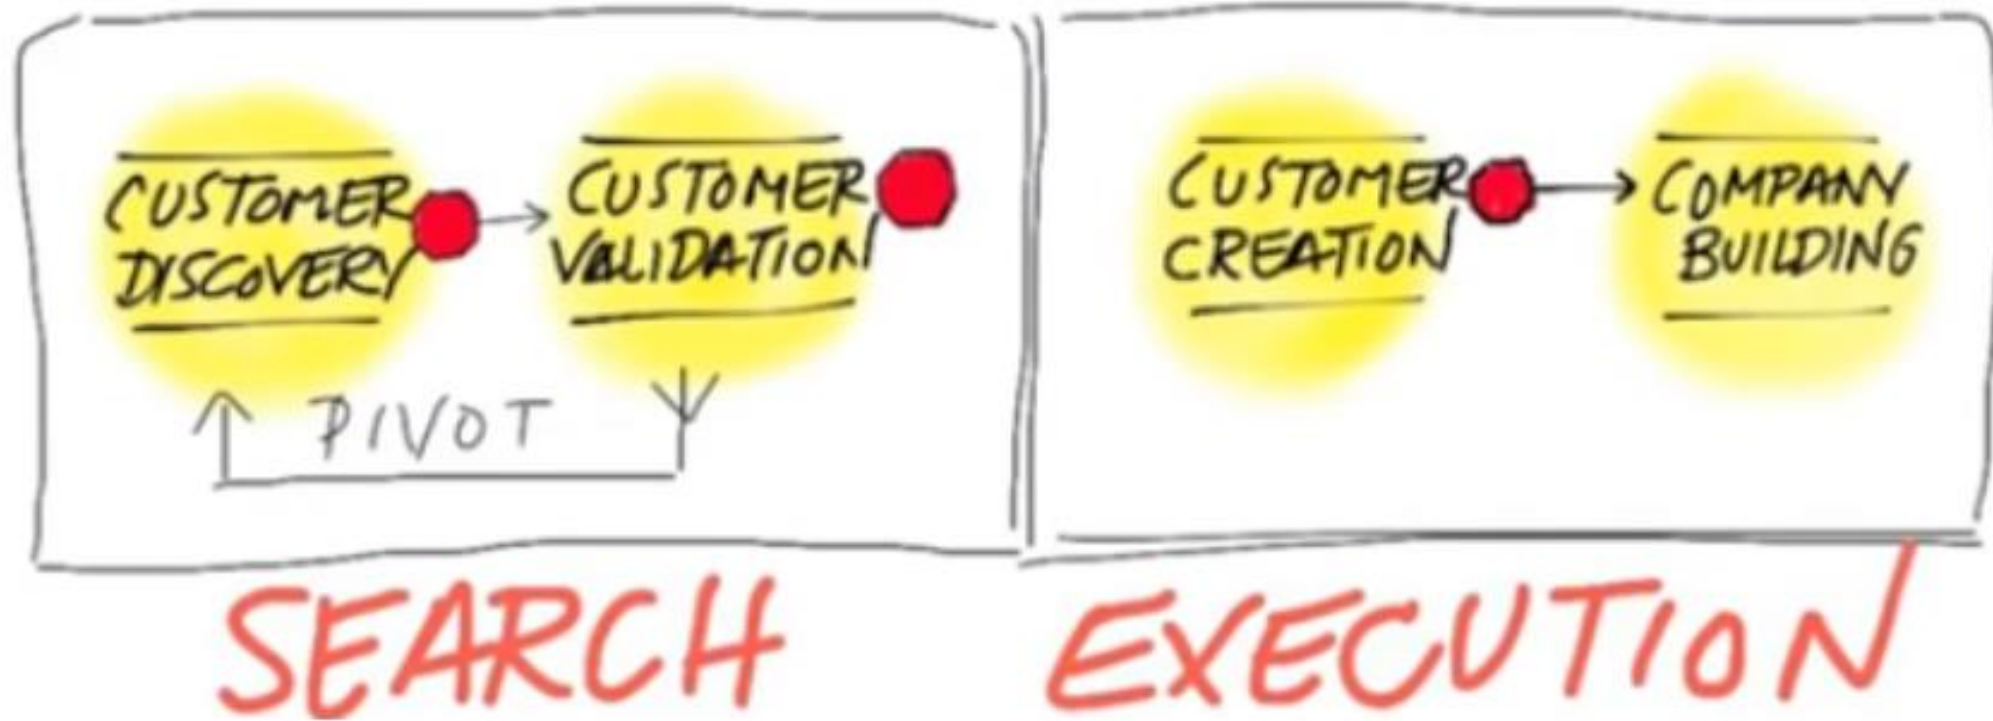 CUSTOMER
DISCOVERY
CUSTOMER
VALIDATION
PIVOT
CUSTOMER
CREATION
COMPANY
BUILDING
SEARCH
EXECUTION